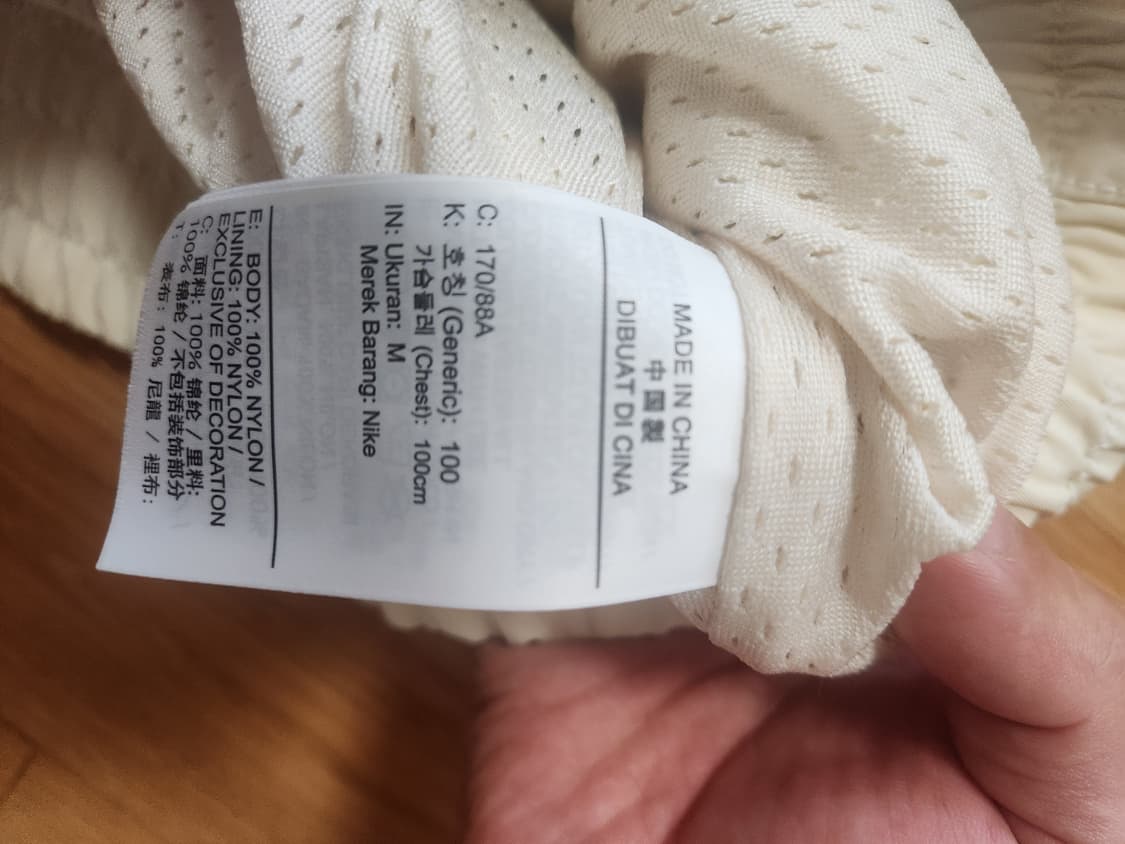 MADE IN CHINA
中国製
DIBUAT DI CINA
C: 170/88A
K: 호칭 (Generic): 100
가슴둘레 (Chest): 100cm
IN: Ukuran: M
Merek Barang: Nike
E: BODY: 100% NYLON /
LINING: 100% NYLON /
EXCLUSIVE OF DECORATION
C: 面料: 100% 锦纶 / 里料:
100% 锦纶 / 不包括装饰部分
T: 表布: 100% 尼龍 / 裡布: